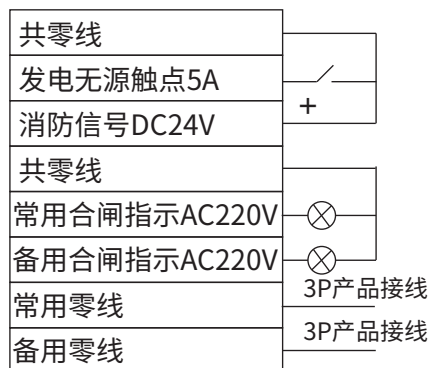 共零线
发电无源触点5A
+
消防信号DC24V
共零线
常用合闸指示AC220V
备用合闸指示AC220V
3P产品接线
常用零线
3P产品接线
备用零线